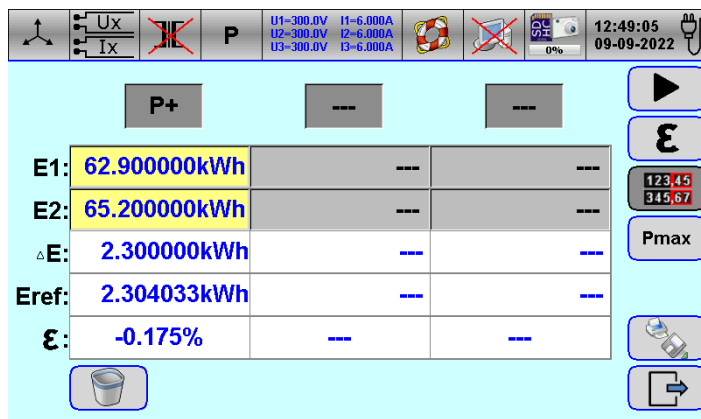 Ux
Ix
P
U1=300.0V I1=6.000A
U2=300.0V I2=6.000A
U3=300.0V I3=6.000A
SD
HC
0%
12:49:05
09-09-2022
P+ --- ---
ε
E1: 62.900000kWh --- ---
123,45
345,67
E2: 65.200000kWh --- ---
Pmax
△E: 2.300000kWh --- ---
Eref: 2.304033kWh --- ---
ε: -0.175% --- ---